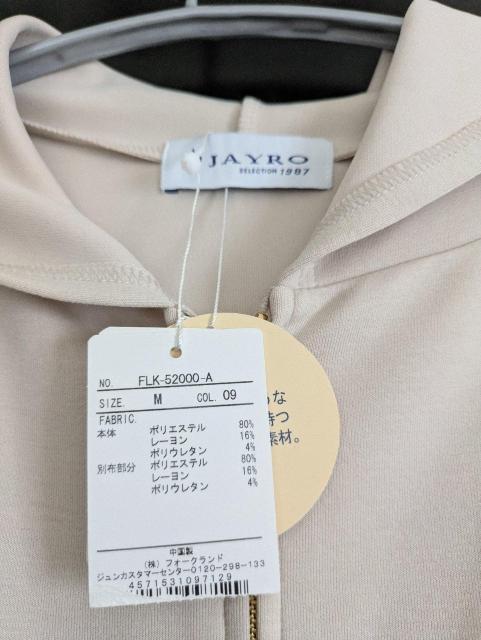 JAYRO
SELECTION 1987
NO. FLK-52000-A
SIZE. M COL. 09
FABRIC.
本体 ポリエステル 80%
レーヨン 16%
ポリウレタン 4%
別布部分 ポリエステル 80%
レーヨン 16%
ポリウレタン 4%
中国製
(株) フォークランド
ジュンカスタマーセンター0120-298-133
4571531097129
な
持つ
素材。